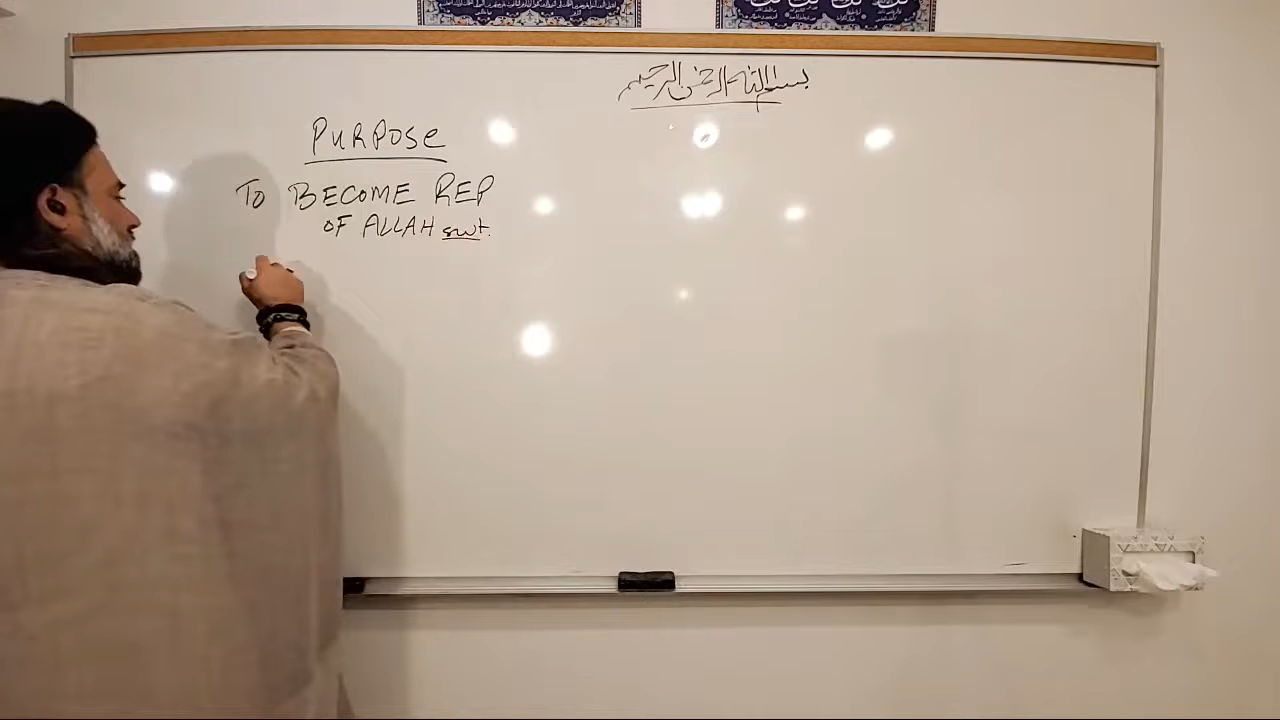 بسم الله الرحمن الرحيم
PURPOSE
TO BECOME REP
OF ALLAH swt.